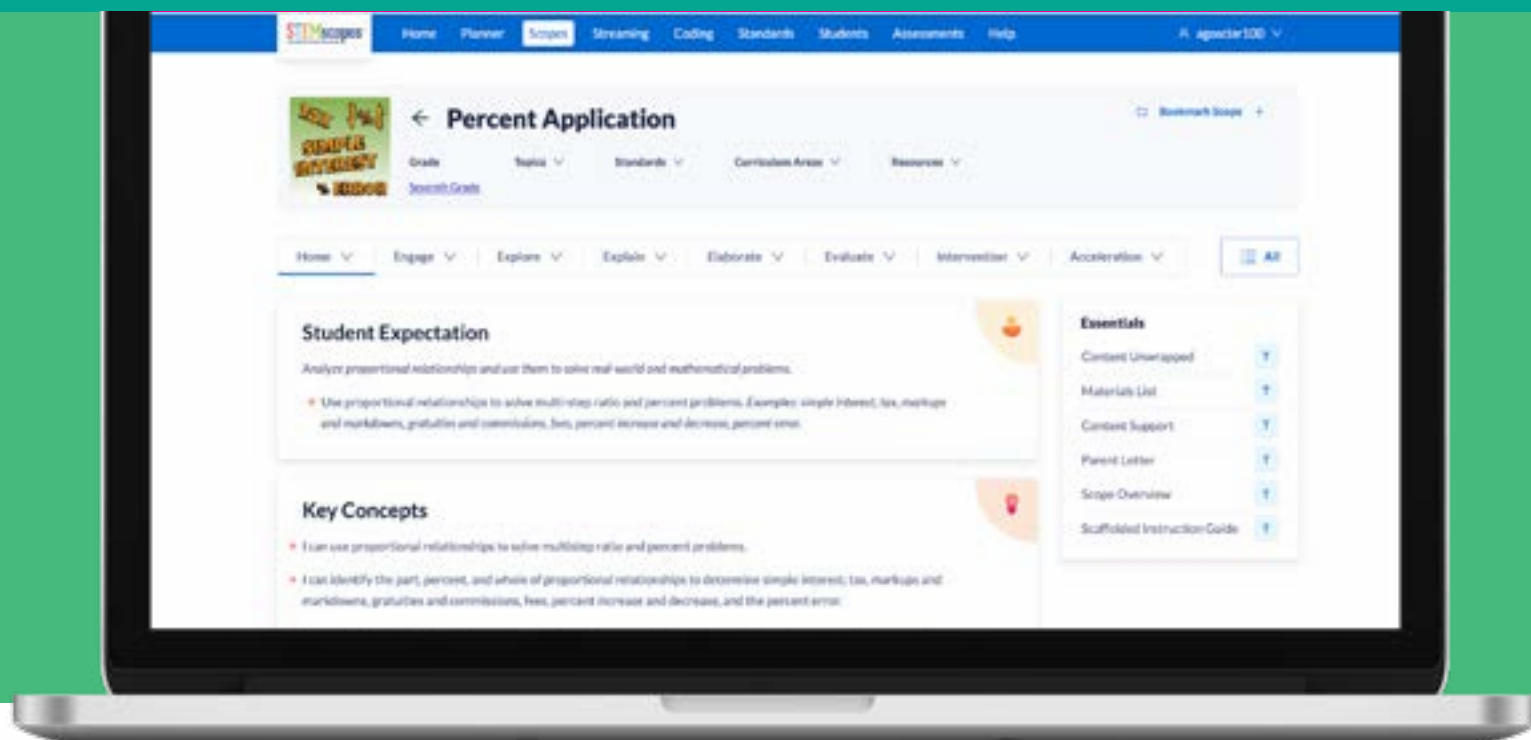 STEMscopes
Home Planner Scopes Streaming Coding Standards Students Assessments Help
agosciar100
SIMPLE
INTEREST
% ERROR
← Percent Application
Bookmark Scope +
Grade Topics Standards Curriculum Areas Resources
Seventh Grade
Home Engage Explore Explain Elaborate Evaluate Intervention Acceleration All
Student Expectation
Analyze proportional relationships and use them to solve real-world and mathematical problems.
• Use proportional relationships to solve multi-step ratio and percent problems. Examples: simple interest, tax, markups
and markdowns, gratuities and commissions, fees, percent increase and decrease, percent error.
Key Concepts
• I can use proportional relationships to solve multistep ratio and percent problems.
• I can identify the part, percent, and whole of proportional relationships to determine simple interest, tax, markups and
markdowns, gratuities and commissions, fees, percent increase and decrease, and the percent error.
Essentials
Content Unwrapped T
Materials List T
Content Support T
Parent Letter T
Scope Overview T
Scaffolded Instruction Guide T